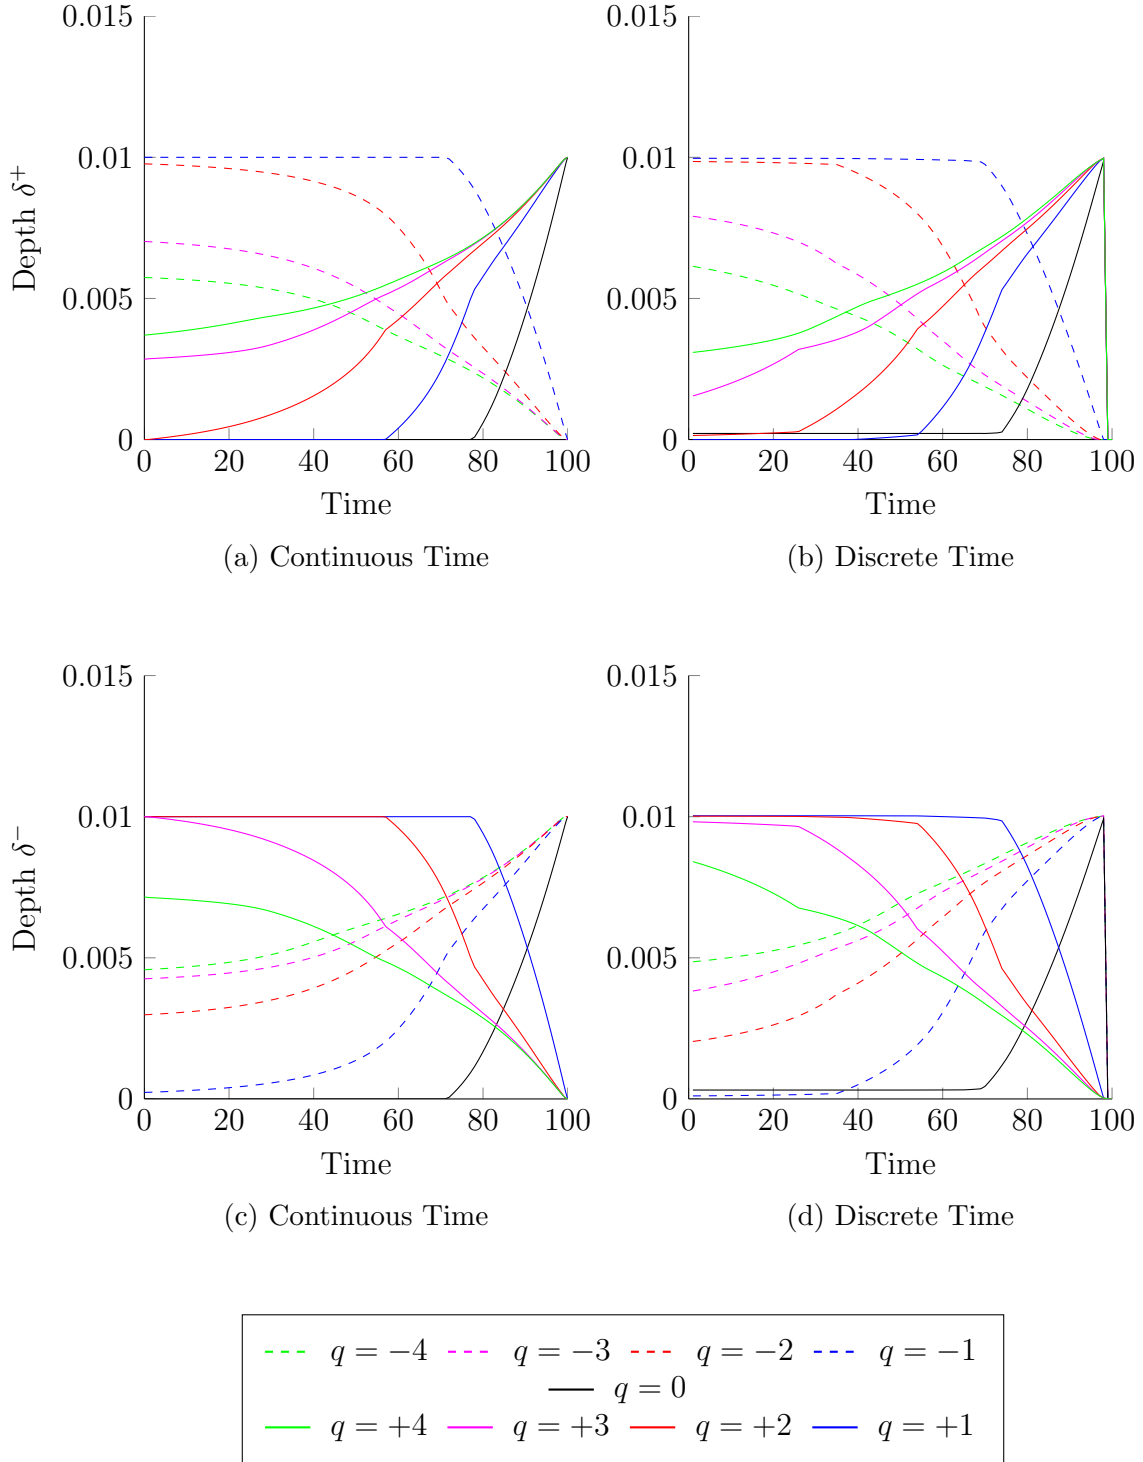 0.015 0.015
0.01 0.01
0.005 0.005
0 0
Depth δ⁺
0 20 40 60 80 100 0 20 40 60 80 100
Time Time
(a) Continuous Time (b) Discrete Time
0.015 0.015
0.01 0.01
0.005 0.005
0 0
Depth δ⁻
0 20 40 60 80 100 0 20 40 60 80 100
Time Time
(c) Continuous Time (d) Discrete Time
q = −4 q = −3 q = −2 q = −1
q = 0
q = +4 q = +3 q = +2 q = +1